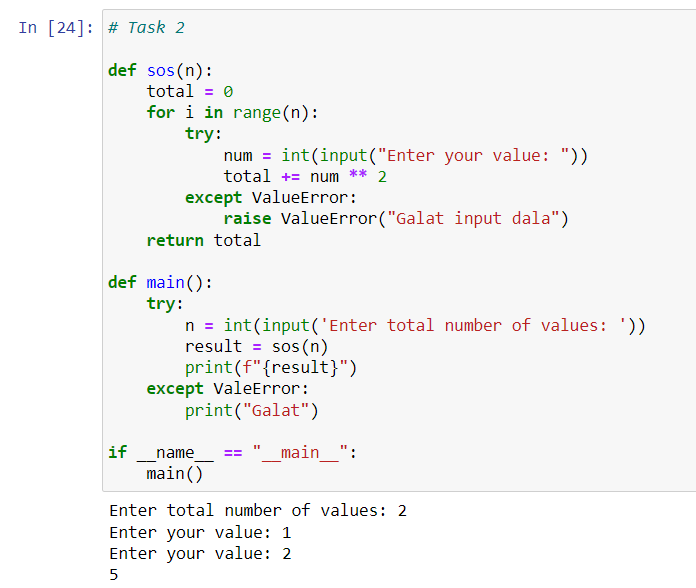 In [24]: # Task 2
def sos(n):
    total = 0
    for i in range(n):
        try:
            num = int(input("Enter your value: "))
            total += num ** 2
        except ValueError:
            raise ValueError("Galat input dala")
    return total
def main():
    try:
        n = int(input('Enter total number of values: '))
        result = sos(n)
        print(f"{result}")
    except ValeError:
        print("Galat")
if __name__ == "__main__":
    main()
Enter total number of values: 2
Enter your value: 1
Enter your value: 2
5